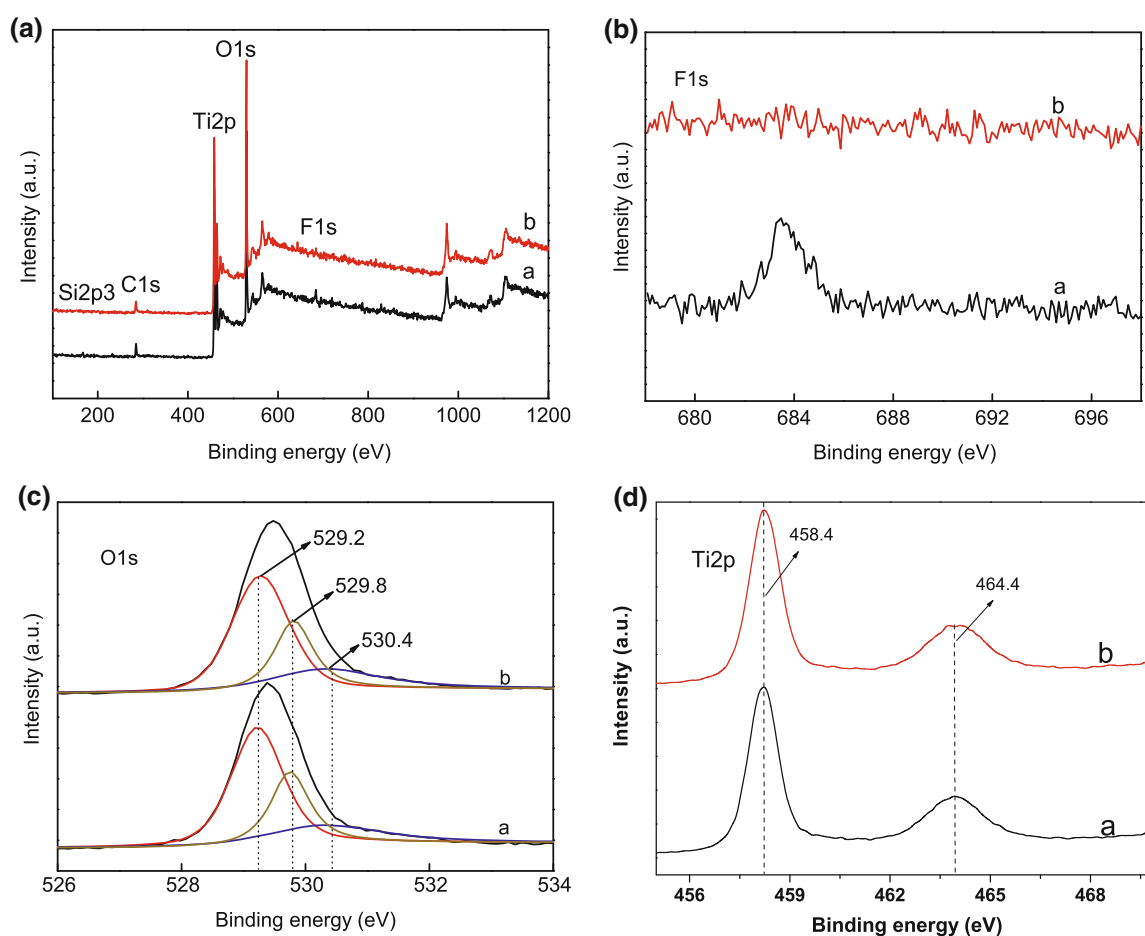 (a)
O1s
Ti2p
F1s
b
Si2p3 C1s
a
200 400 600 800 1000 1200
Binding energy (eV)
Intensity (a.u.)
(b)
F1s
b
a
680 684 688 692 696
Binding energy (eV)
Intensity (a.u.)
(c)
O1s
529.2
529.8
530.4
b
a
526 528 530 532 534
Binding energy (eV)
Intensity (a.u.)
(d)
Ti2p
458.4
464.4
b
a
456 459 462 465 468
Binding energy (eV)
Intensity (a.u.)